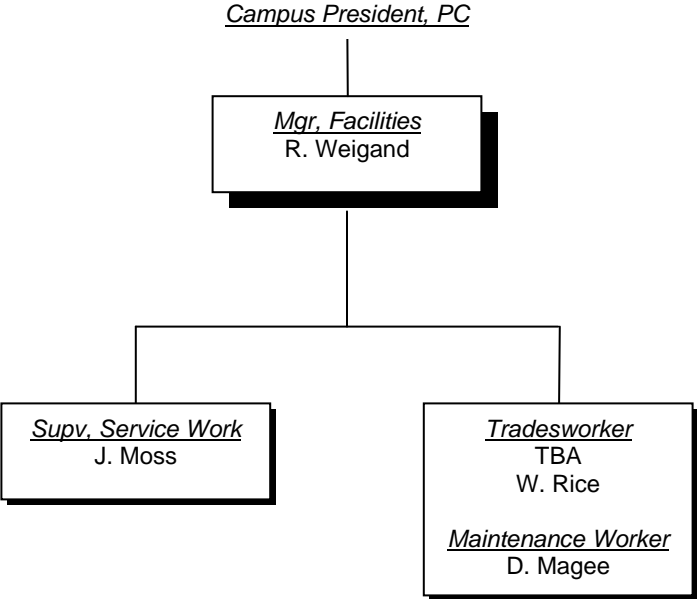 Campus President, PC
Mgr, Facilities
R. Weigand
Supv, Service Work
J. Moss
Tradesworker
TBA
W. Rice
Maintenance Worker
D. Magee